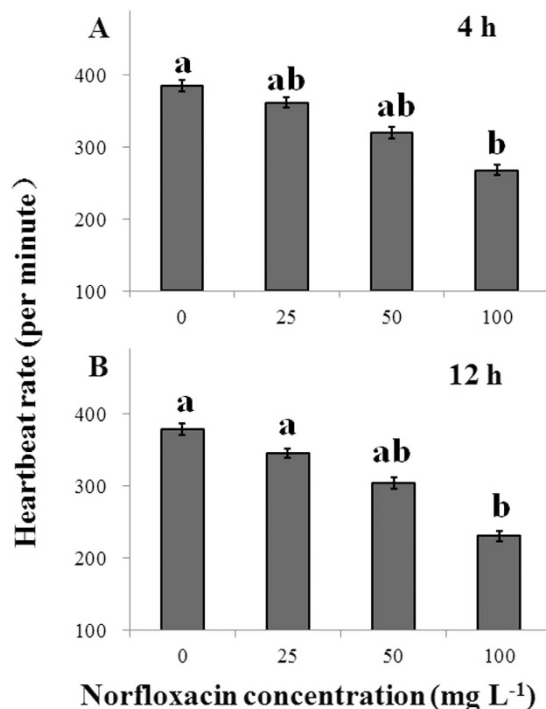 A
4 h
400
300
200
100
a
ab
ab
b
0 25 50 100
B
12 h
400
300
200
100
a
a
ab
b
0 25 50 100
Heartbeat rate (per minute)
Norfloxacin concentration (mg L⁻¹)